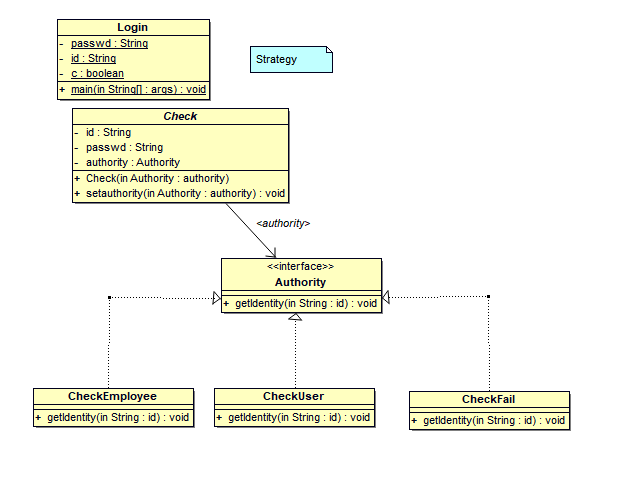 Login
- passwd : String
- id : String
- c : boolean
+ main(in String[] : args) : void
Strategy
Check
- id : String
- passwd : String
- authority : Authority
+ Check(in Authority : authority)
+ setauthority(in Authority : authority) : void
<authority>
<<interface>>
Authority
+ getIdentity(in String : id) : void
CheckEmployee
+ getIdentity(in String : id) : void
CheckUser
+ getIdentity(in String : id) : void
CheckFail
+ getIdentity(in String : id) : void